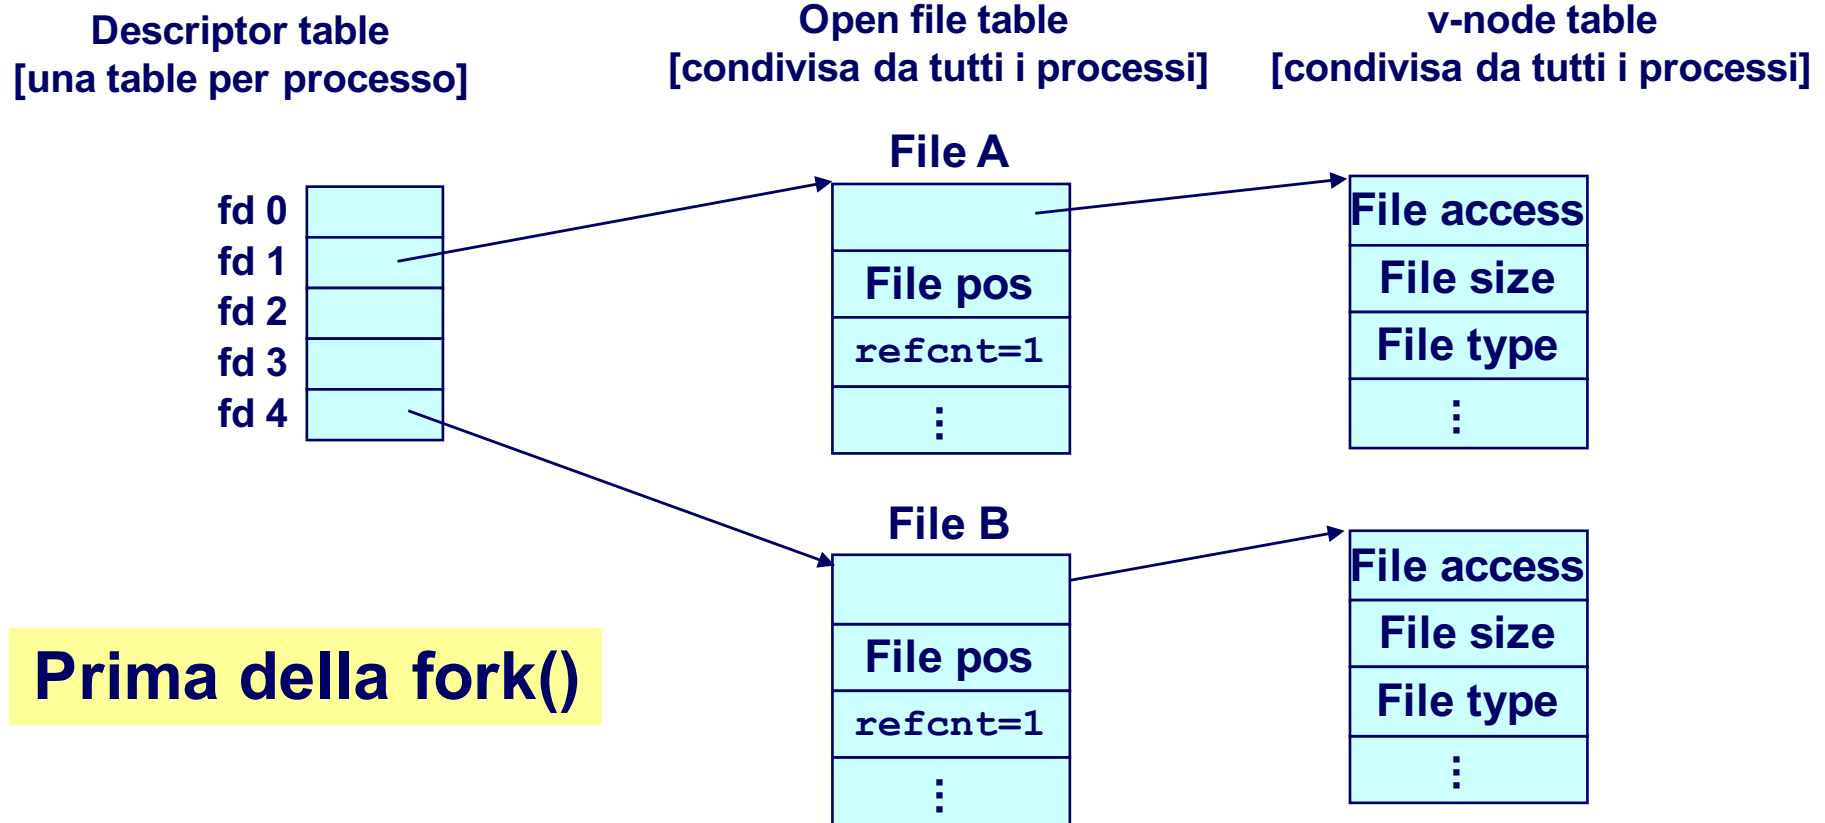 Descriptor table
[una table per processo]
Open file table
[condivisa da tutti i processi]
v-node table
[condivisa da tutti i processi]
fd 0
fd 1
fd 2
fd 3
fd 4
File A
File pos
refcnt=1
⋮
File access
File size
File type
⋮
File B
File pos
refcnt=1
⋮
File access
File size
File type
⋮
Prima della fork()